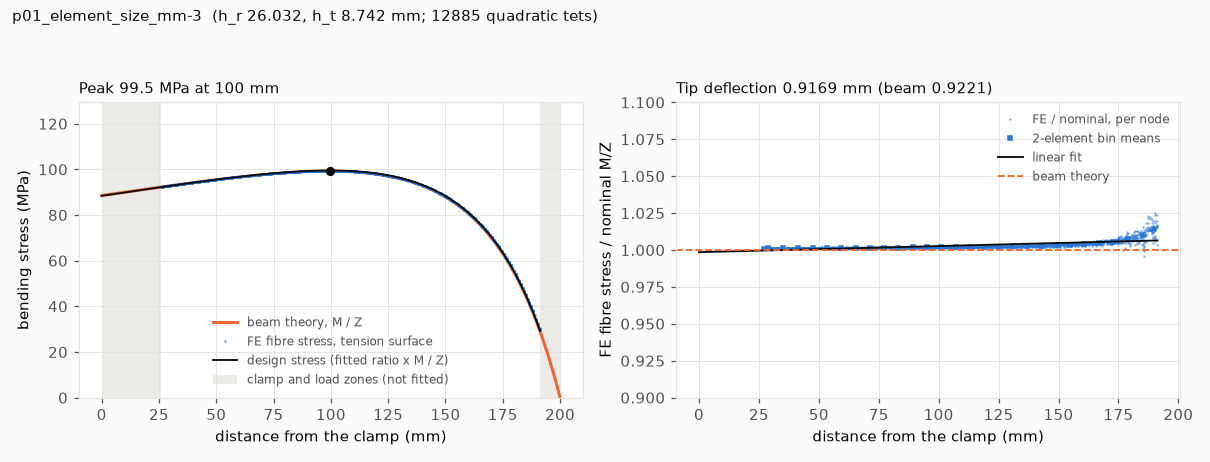 p01_element_size_mm-3  (h_r 26.032, h_t 8.742 mm; 12885 quadratic tets)
Peak 99.5 MPa at 100 mm
bending stress (MPa)
120
100
80
60
40
20
0
beam theory, M / Z
FE fibre stress, tension surface
design stress (fitted ratio x M / Z)
clamp and load zones (not fitted)
0 25 50 75 100 125 150 175 200
distance from the clamp (mm)
Tip deflection 0.9169 mm (beam 0.9221)
FE fibre stress / nominal M/Z
1.100
1.075
1.050
1.025
1.000
0.975
0.950
0.925
0.900
FE / nominal, per node
2-element bin means
linear fit
beam theory
0 25 50 75 100 125 150 175 200
distance from the clamp (mm)